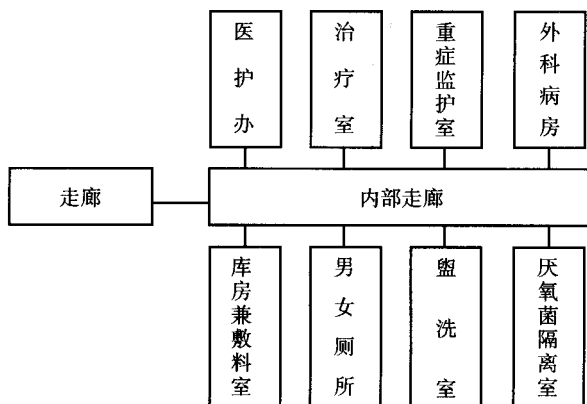 医护办
治疗室
重症监护室
外科病房
走廊
内部走廊
库房兼敷料室
男女厕所
盥洗室
厌氧菌隔离室